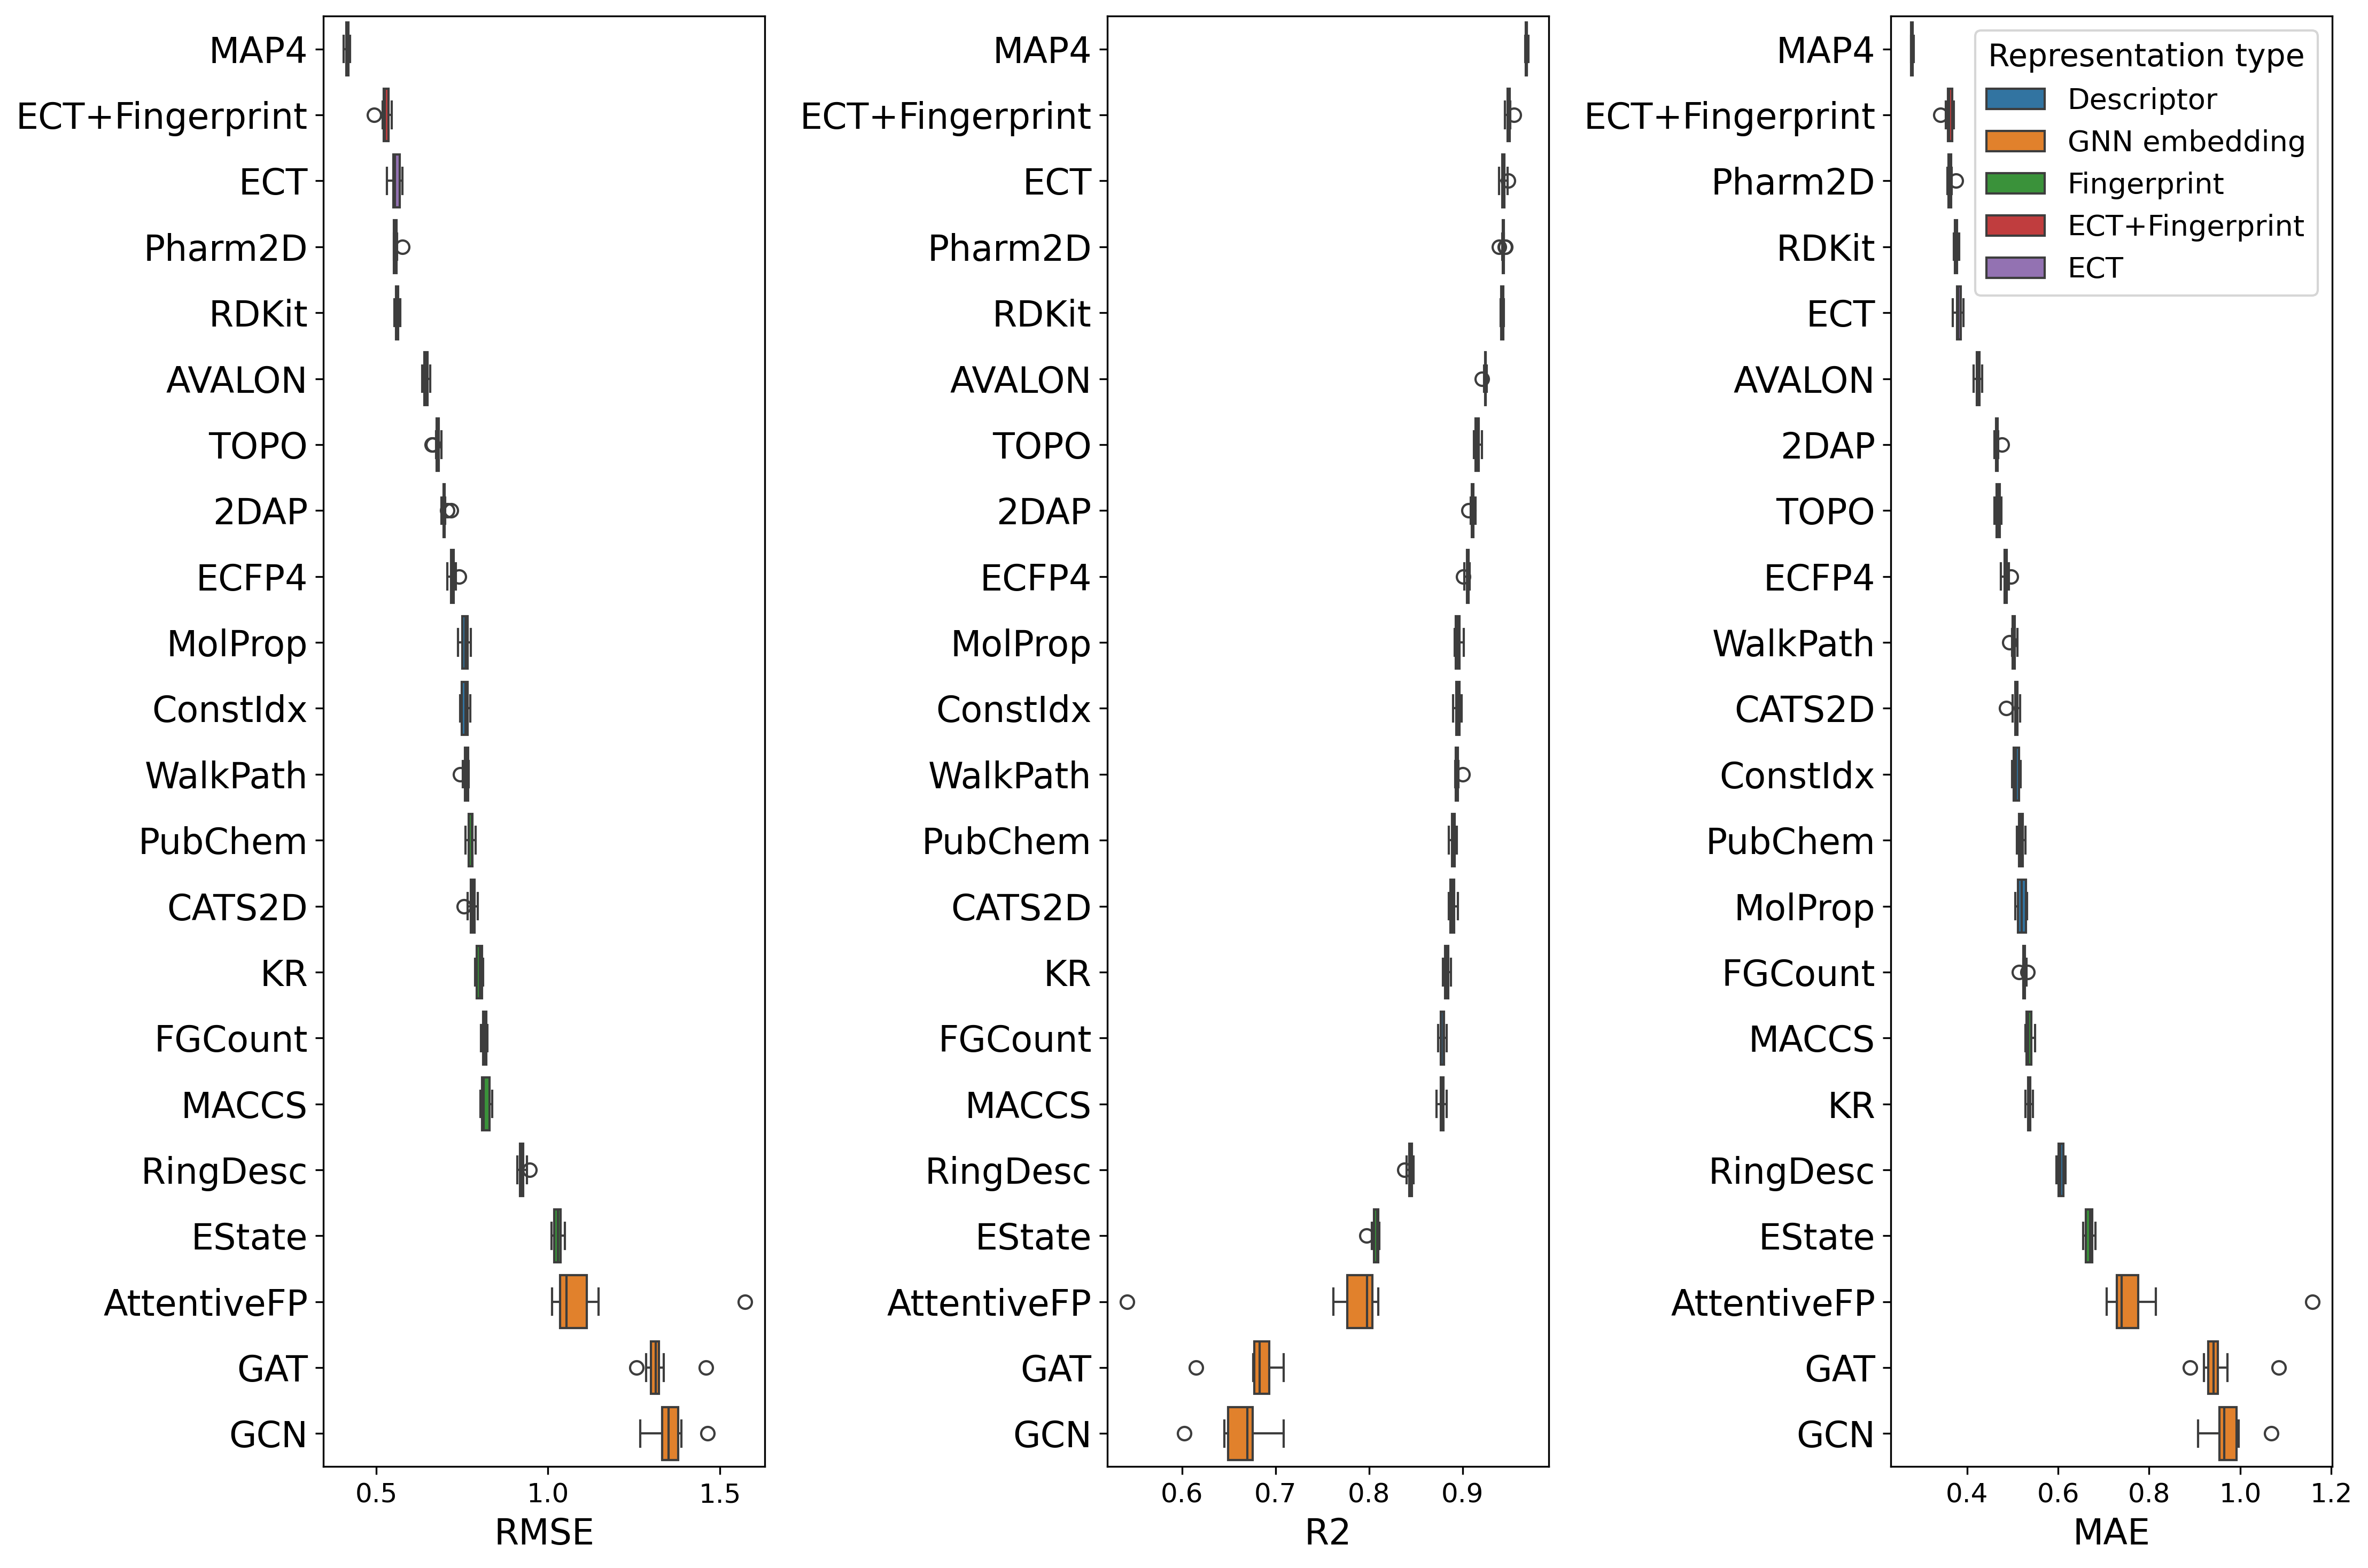 MAP4
ECT+Fingerprint
ECT
Pharm2D
RDKit
AVALON
TOPO
2DAP
ECFP4
MolProp
ConstIdx
WalkPath
PubChem
CATS2D
KR
FGCount
MACCS
RingDesc
EState
AttentiveFP
GAT
GCN
0.5 1.0 1.5
RMSE
MAP4
ECT+Fingerprint
ECT
Pharm2D
RDKit
AVALON
TOPO
2DAP
ECFP4
MolProp
ConstIdx
WalkPath
PubChem
CATS2D
KR
FGCount
MACCS
RingDesc
EState
AttentiveFP
GAT
GCN
0.6 0.7 0.8 0.9
R2
MAP4
ECT+Fingerprint
Pharm2D
RDKit
ECT
AVALON
2DAP
TOPO
ECFP4
WalkPath
CATS2D
ConstIdx
PubChem
MolProp
FGCount
MACCS
KR
RingDesc
EState
AttentiveFP
GAT
GCN
0.4 0.6 0.8 1.0 1.2
MAE
Representation type
Descriptor
GNN embedding
Fingerprint
ECT+Fingerprint
ECT